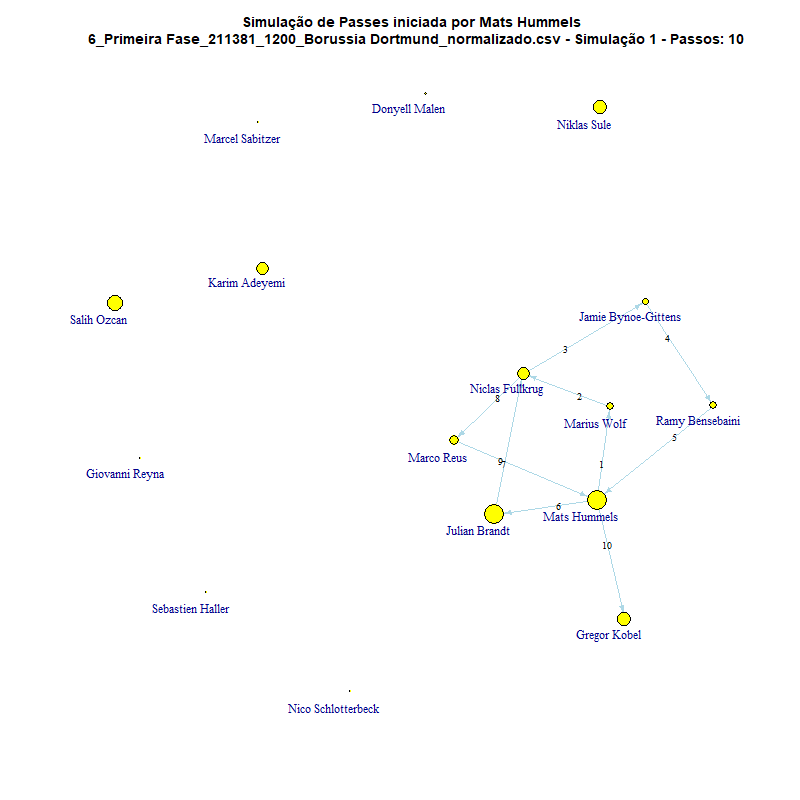 Simulação de Passes iniciada por Mats Hummels
6_Primeira Fase_211381_1200_Borussia Dortmund_normalizado.csv - Simulação 1 - Passos: 10
Donyell Malen
Niklas Sule
Marcel Sabitzer
Karim Adeyemi
Salih Ozcan
Jamie Bynoe-Gittens
4
3
Niclas Fullkrug
2
8
Marius Wolf
Ramy Bensebaini
5
Marco Reus
9
7
1
Giovanni Reyna
6
Mats Hummels
Julian Brandt
10
Sebastien Haller
Gregor Kobel
Nico Schlotterbeck